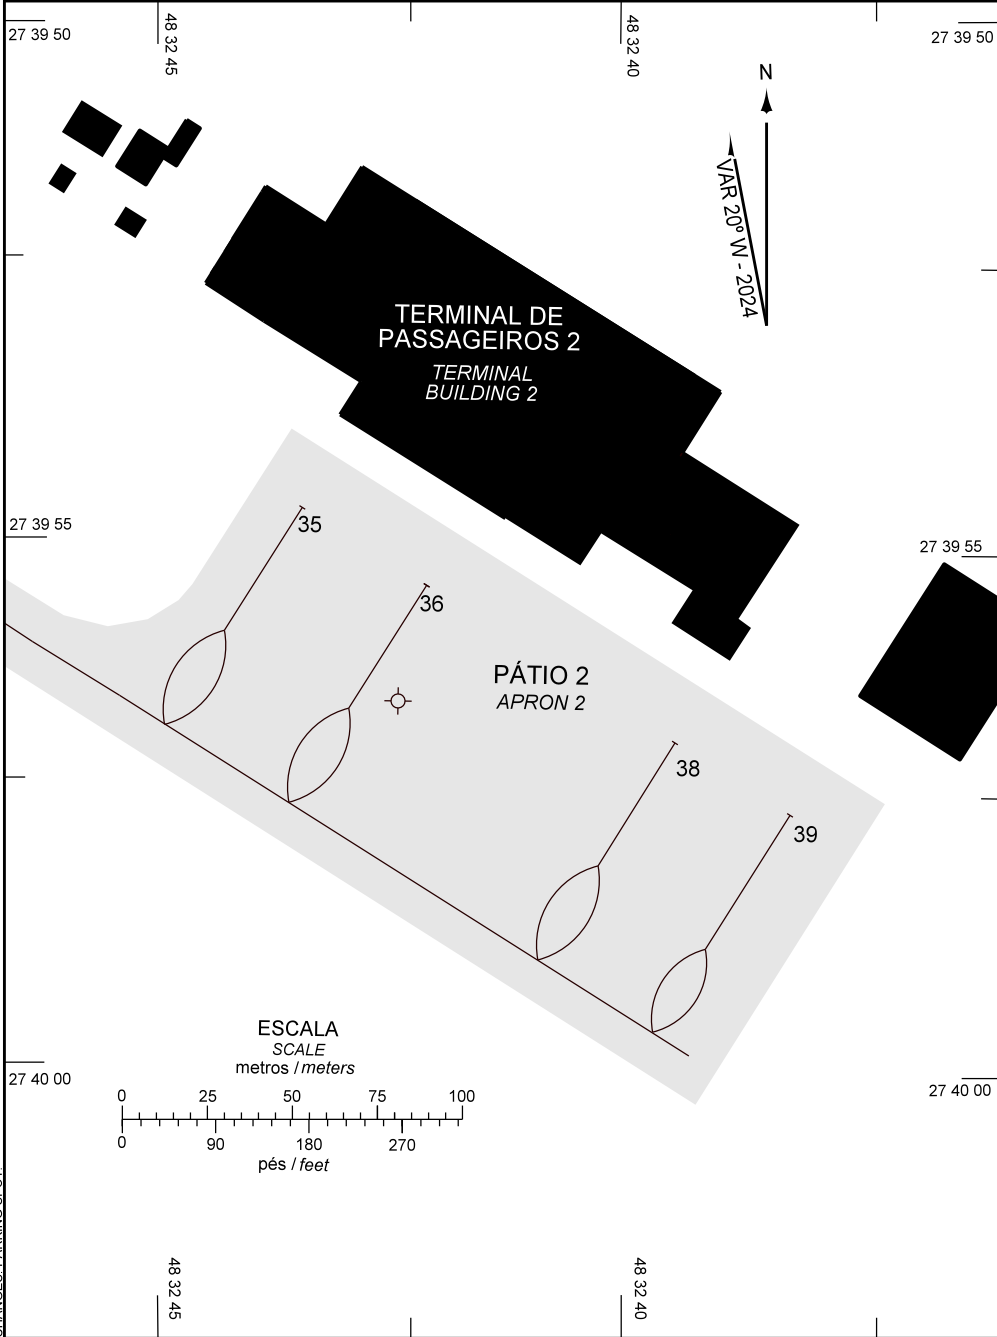 27 39 50
48 32 45
48 32 40
27 39 50
N
VAR 20° W - 2024
TERMINAL DE
PASSAGEIROS 2
TERMINAL
BUILDING 2
27 39 55
35
27 39 55
36
PÁTIO 2
APRON 2
38
39
ESCALA
SCALE
metros / meters
0 25 50 75 100
0 90 180 270
pés / feet
27 40 00
27 40 00
48 32 45
48 32 40